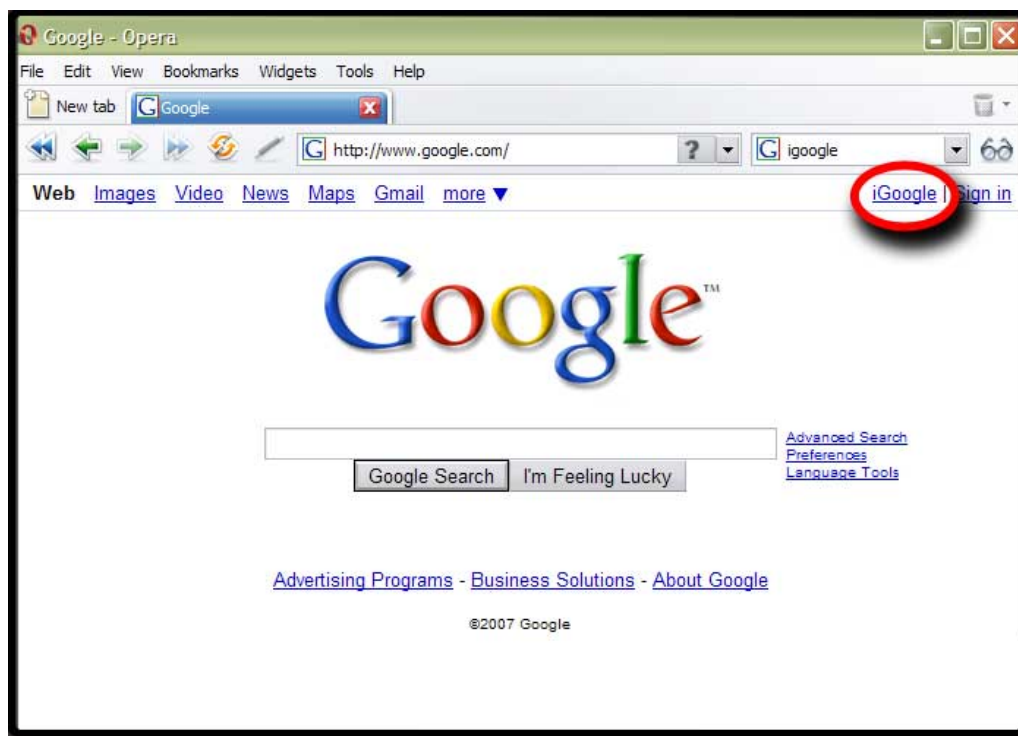 Google - Opera
File Edit View Bookmarks Widgets Tools Help
New tab Google
http://www.google.com/ ? igoogle
Web Images Video News Maps Gmail more ▼ iGoogle | Sign in
Google™
Advanced Search
Preferences
Language Tools
Google Search I'm Feeling Lucky
Advertising Programs - Business Solutions - About Google
©2007 Google